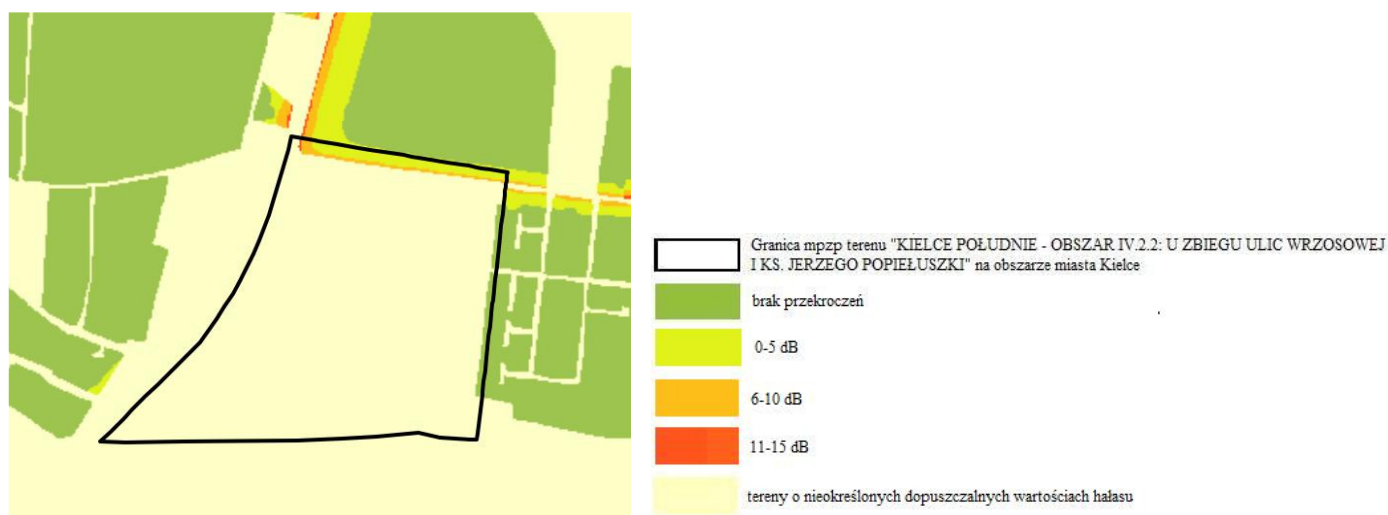 Granica mpzp terenu "KIELCE POŁUDNIE - OBSZAR IV.2.2: U ZBIEGU ULIC WRZOSOWEJ
I KS. JERZEGO POPIEŁUSZKI" na obszarze miasta Kielce
brak przekroczeń
0-5 dB
6-10 dB
11-15 dB
tereny o nieokreślonych dopuszczalnych wartościach hałasu